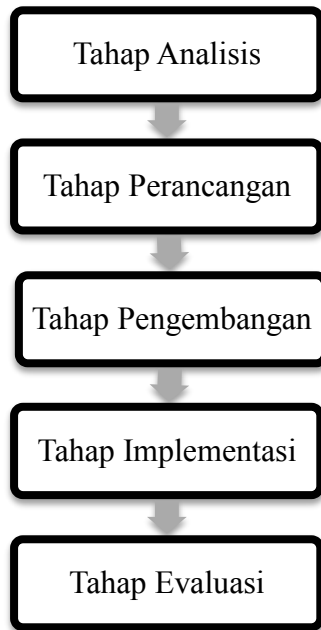 Tahap Analisis
Tahap Perancangan
Tahap Pengembangan
Tahap Implementasi
Tahap Evaluasi